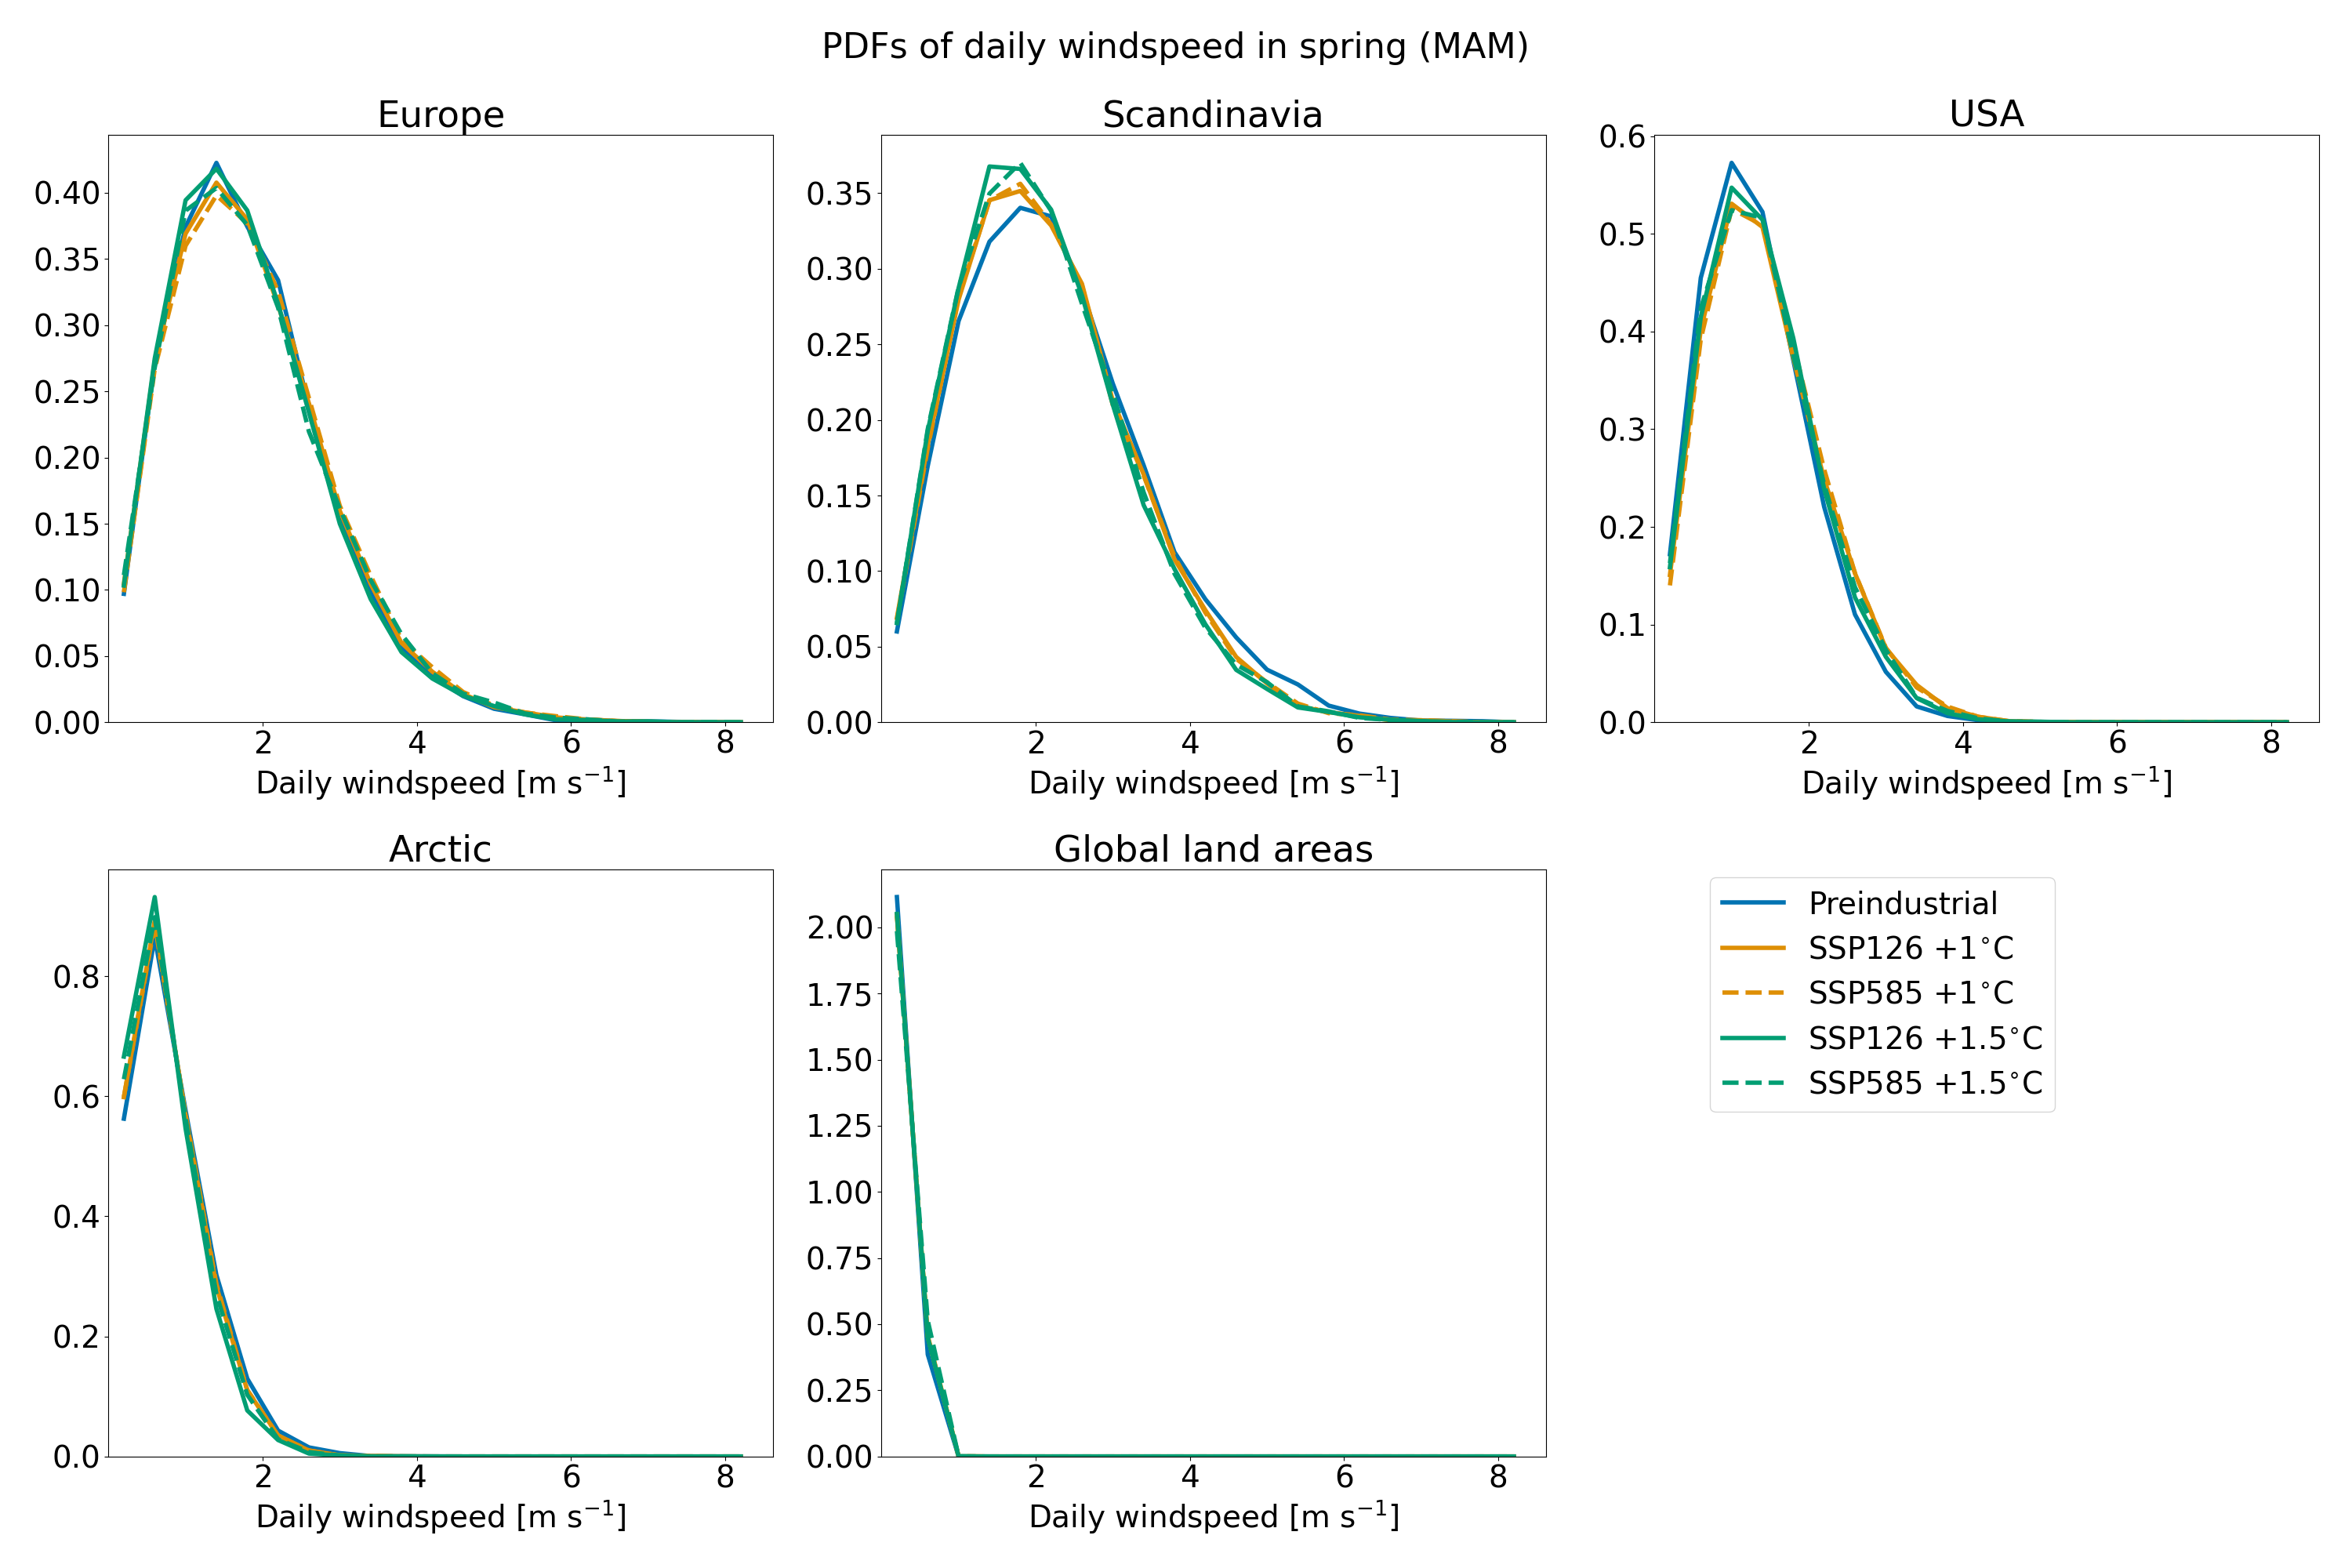 PDFs of daily windspeed in spring (MAM)
Europe
0.40
0.35
0.30
0.25
0.20
0.15
0.10
0.05
0.00
2 4 6 8
Daily windspeed [m s⁻¹]
Scandinavia
0.35
0.30
0.25
0.20
0.15
0.10
0.05
0.00
2 4 6 8
Daily windspeed [m s⁻¹]
USA
0.6
0.5
0.4
0.3
0.2
0.1
0.0
2 4 6 8
Daily windspeed [m s⁻¹]
Arctic
0.8
0.6
0.4
0.2
0.0
2 4 6 8
Daily windspeed [m s⁻¹]
Global land areas
2.00
1.75
1.50
1.25
1.00
0.75
0.50
0.25
0.00
2 4 6 8
Daily windspeed [m s⁻¹]
Preindustrial
SSP126 +1°C
SSP585 +1°C
SSP126 +1.5°C
SSP585 +1.5°C